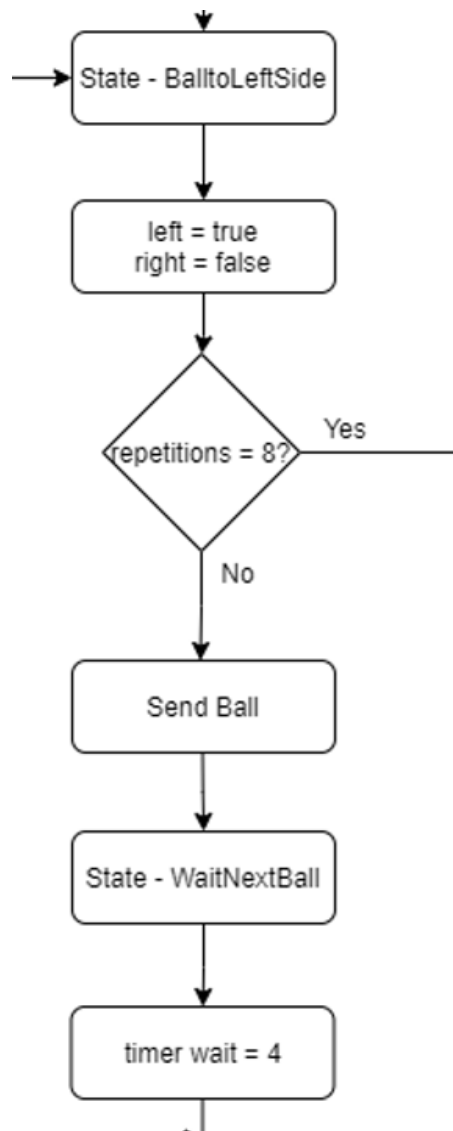 State - BalltoLeftSide
left = true
right = false
repetitions = 8?
Yes
No
Send Ball
State - WaitNextBall
timer wait = 4